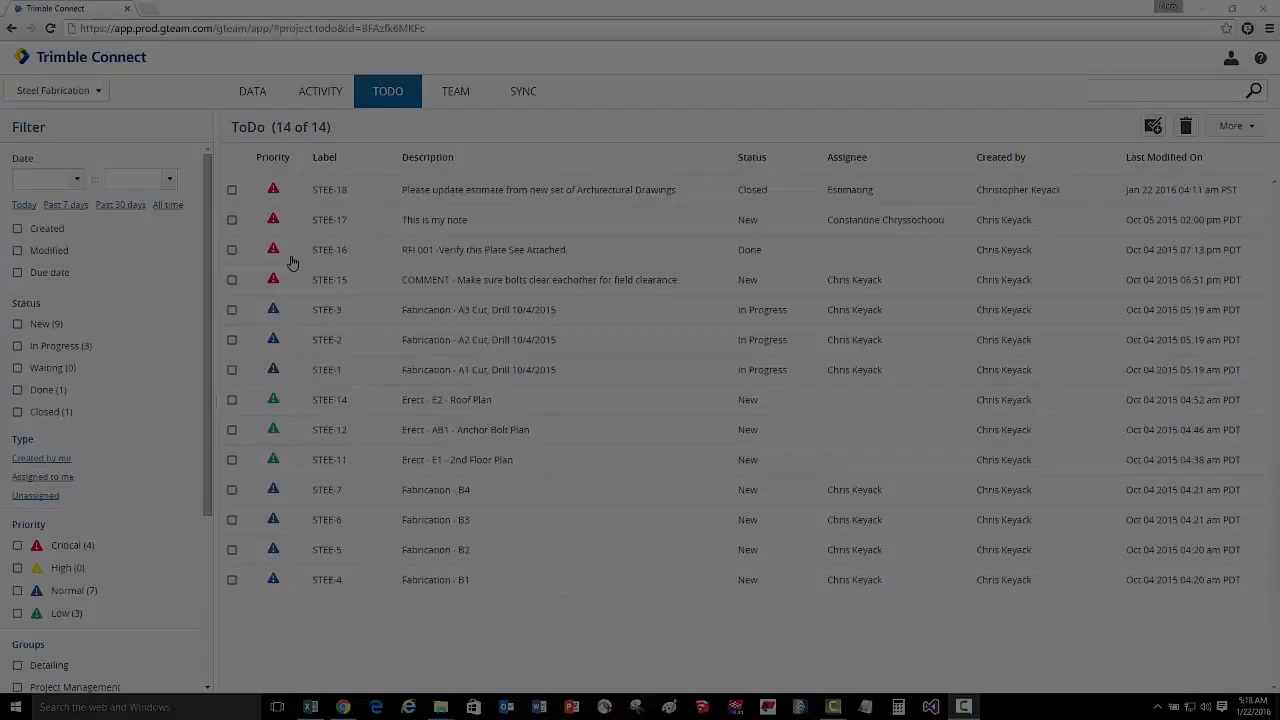 Trimble Connect
https://app.prod.gteam.com/gteam/app/#project.todo&id=8FAzfk6MKFc
Trimble Connect
Steel Fabrication
DATA
ACTIVITY
TODO
TEAM
SYNC
Filter
Date
to
Today Past 7 days Past 30 days All time
Created
Modified
Due date
Status
New (9)
In Progress (3)
Waiting (0)
Done (1)
Closed (1)
Type
Created by me
Assigned to me
Unassigned
Priority
Critical (4)
High (0)
Normal (7)
Low (3)
Groups
Detailing
Project Management
ToDo (14 of 14)
More
Priority Label Description Status Assignee Created by Last Modified On
STEE-18 Please update estimate from new set of Architectural Drawings Closed Estimating Christopher Keyack Jan 22 2016 04:11 am PST
STEE-17 This is my note New Constantine Chryssochoou Chris Keyack Oct 05 2015 02:00 pm PDT
STEE-16 RFI 001 -Verify this Plate See Attached. Done Chris Keyack Oct 04 2015 07:13 pm PDT
STEE-15 COMMENT - Make sure bolts clear eachother for field clearance. New Chris Keyack Chris Keyack Oct 04 2015 06:51 pm PDT
STEE-3 Fabrication - A3 Cut, Drill 10/4/2015 In Progress Chris Keyack Chris Keyack Oct 04 2015 05:19 am PDT
STEE-2 Fabrication - A2 Cut, Drill 10/4/2015 In Progress Chris Keyack Chris Keyack Oct 04 2015 05:19 am PDT
STEE-1 Fabrication - A1 Cut, Drill 10/4/2015 In Progress Chris Keyack Chris Keyack Oct 04 2015 05:19 am PDT
STEE-14 Erect - E2 - Roof Plan New Chris Keyack Oct 04 2015 04:52 am PDT
STEE-12 Erect - AB1 - Anchor Bolt Plan New Chris Keyack Oct 04 2015 04:46 am PDT
STEE-11 Erect - E1 - 2nd Floor Plan New Chris Keyack Oct 04 2015 04:38 am PDT
STEE-7 Fabrication - B4 New Chris Keyack Chris Keyack Oct 04 2015 04:21 am PDT
STEE-6 Fabrication - B3 New Chris Keyack Chris Keyack Oct 04 2015 04:21 am PDT
STEE-5 Fabrication - B2 New Chris Keyack Chris Keyack Oct 04 2015 04:20 am PDT
STEE-4 Fabrication - B1 New Chris Keyack Chris Keyack Oct 04 2015 04:20 am PDT
Search the web and Windows
5:18 AM
1/22/2016